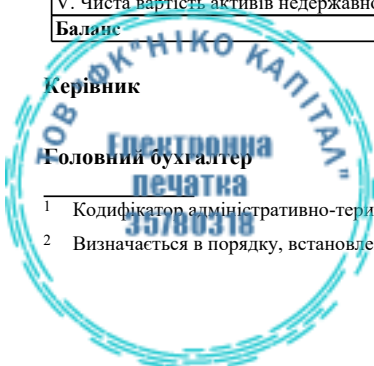 V. Чиста вартість активів недержавно
Баланс
ТОВ "ФК"НІКО КАПІТАЛ"
Керівник
Електронна
Головний бухгалтер
печатка
1 Кодифікатор адміністративно-тери
35780318
2 Визначається в порядку, встановле